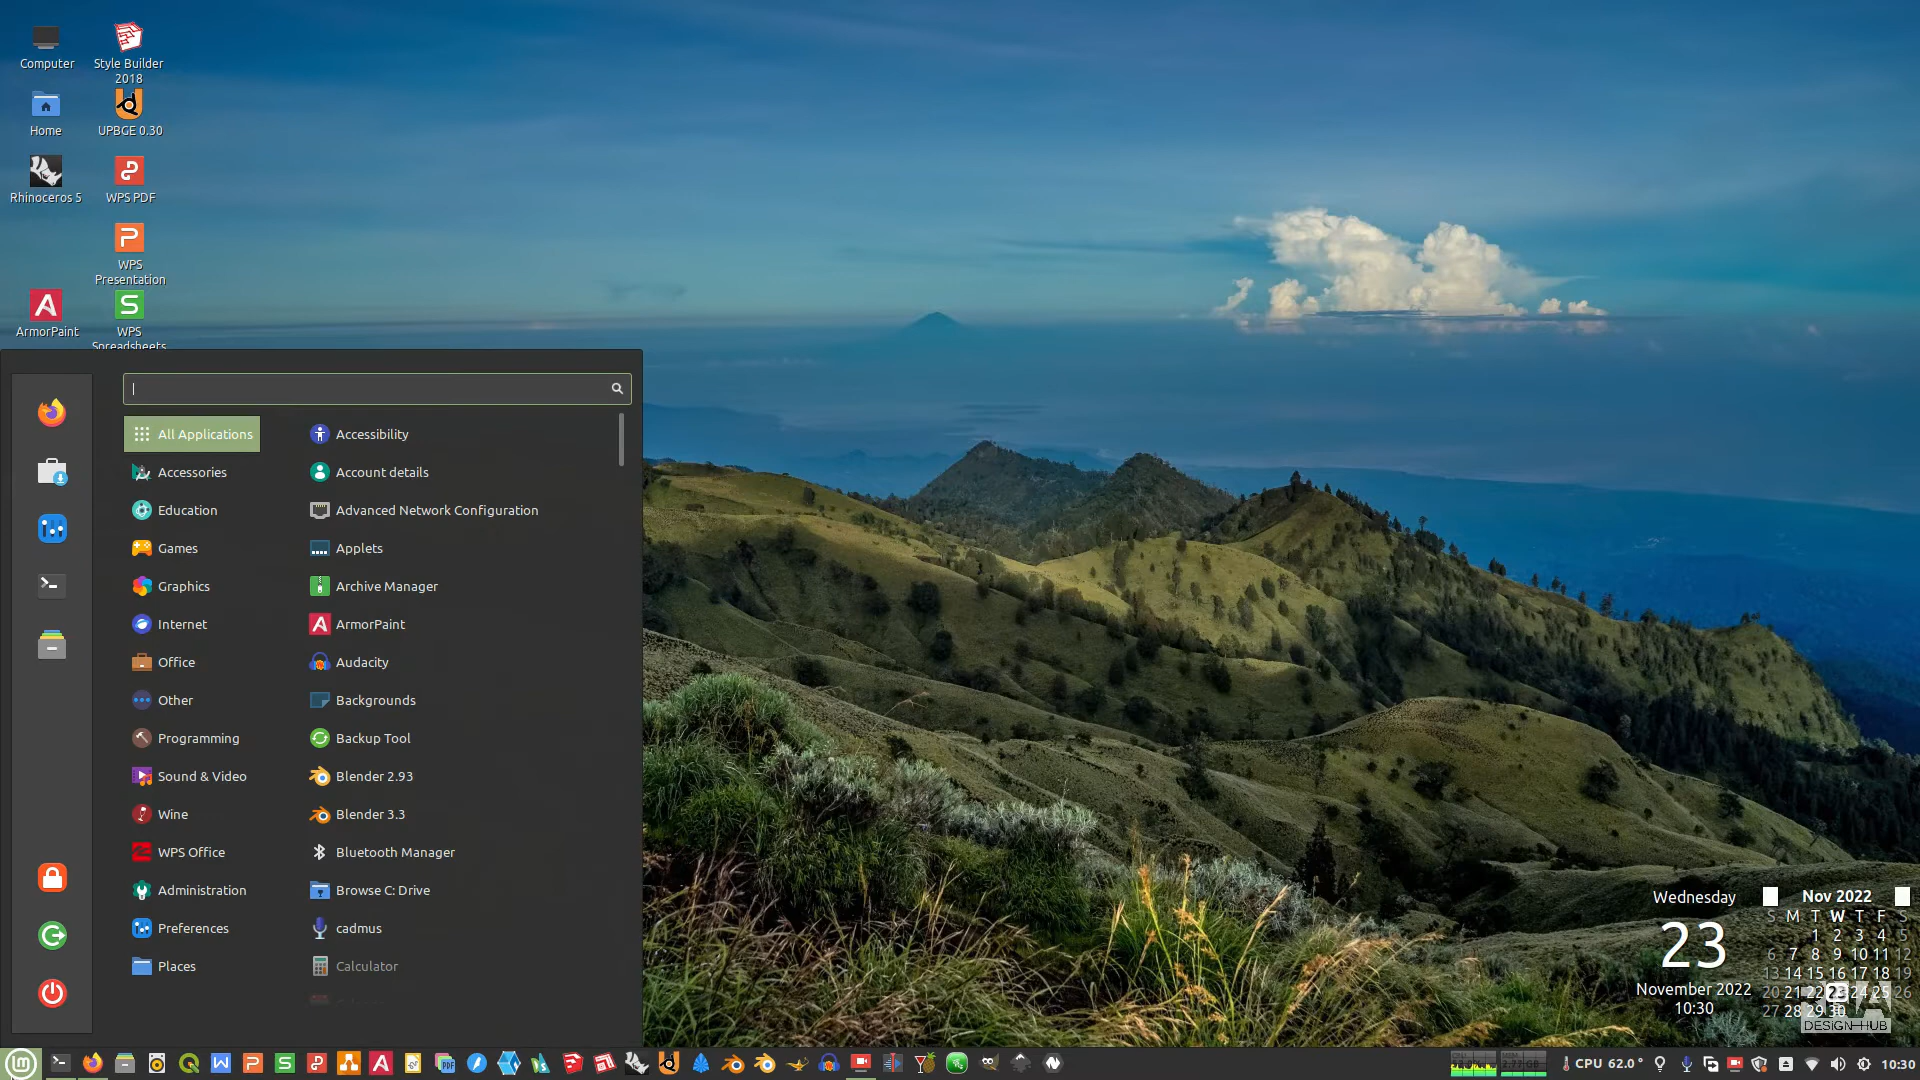 Computer
Style Builder
2018
Home
UPBGE 0.30
Rhinoceros 5
WPS PDF
WPS
Presentation
ArmorPaint
WPS
Spreadsheets
All Applications
Accessories
Education
Games
Graphics
Internet
Office
Other
Programming
Sound & Video
Wine
WPS Office
Administration
Preferences
Places
Accessibility
Account details
Advanced Network Configuration
Applets
Archive Manager
ArmorPaint
Audacity
Backgrounds
Backup Tool
Blender 2.93
Blender 3.3
Bluetooth Manager
Browse C: Drive
cadmus
Calculator
Wednesday
23
November 2022
10:30
Nov 2022
S M T W T F S
1 2 3 4 5
6 7 8 9 10 11 12
13 14 15 16 17 18 19
20 21 22 23 24 25 26
27 28 29 30
DESIGN HUB
CPU 62.0°
10:30